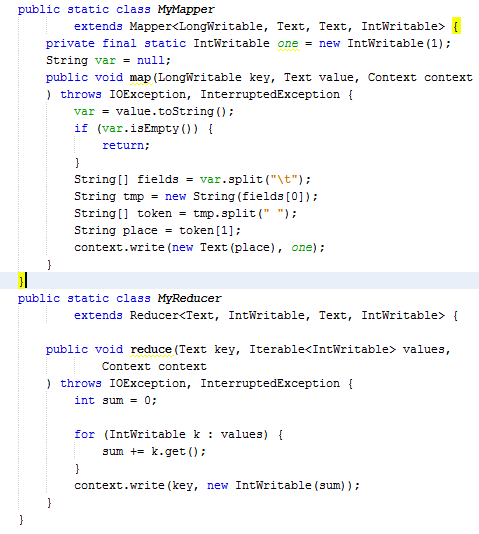 public static class MyMapper
        extends Mapper<LongWritable, Text, Text, IntWritable> {
    private final static IntWritable one = new IntWritable(1);
    String var = null;
    public void map(LongWritable key, Text value, Context context
    ) throws IOException, InterruptedException {
        var = value.toString();
        if (var.isEmpty()) {
            return;
        }
        String[] fields = var.split("\t");
        String tmp = new String(fields[0]);
        String[] token = tmp.split(" ");
        String place = token[1];
        context.write(new Text(place), one);
    }
}
public static class MyReducer
        extends Reducer<Text, IntWritable, Text, IntWritable> {

    public void reduce(Text key, Iterable<IntWritable> values,
            Context context
    ) throws IOException, InterruptedException {
        int sum = 0;

        for (IntWritable k : values) {
            sum += k.get();
        }
        context.write(key, new IntWritable(sum));
    }
}